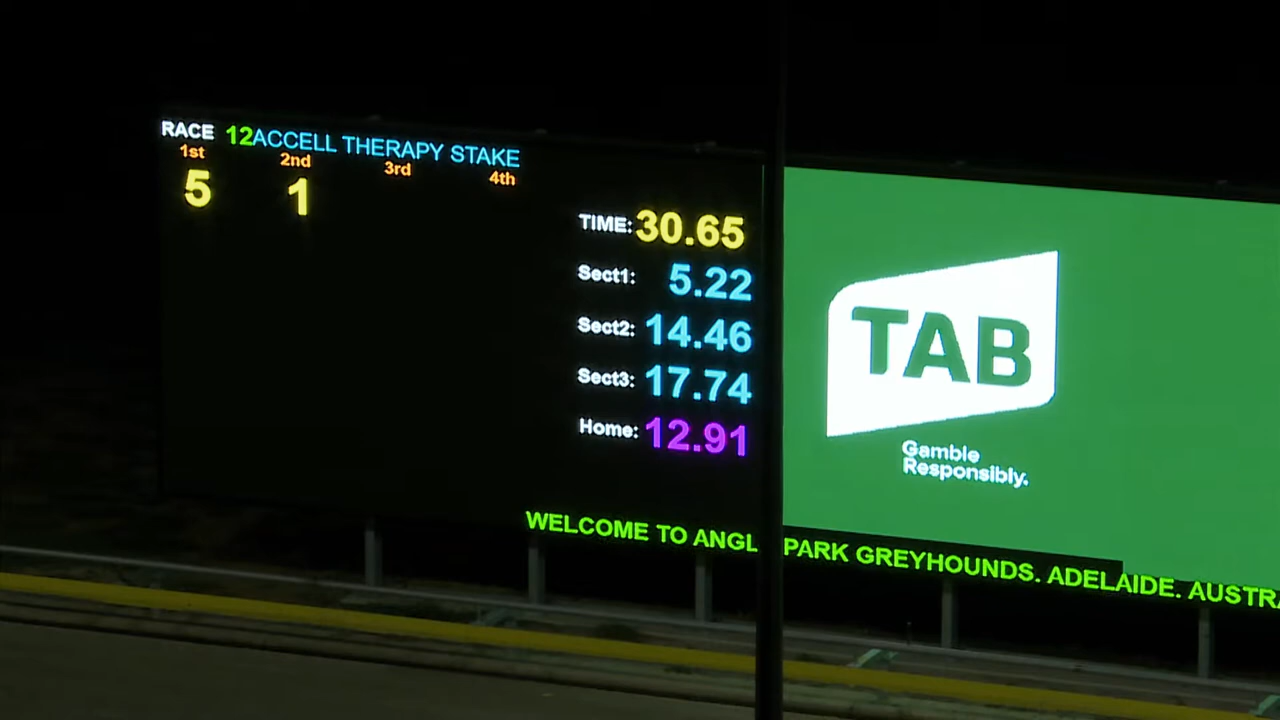 RACE 12ACCELL THERAPY STAKE
1st 2nd 3rd 4th
5 1
TIME: 30.65
Sect1: 5.22
Sect2: 14.46
Sect3: 17.74
Home: 12.91
TAB
Gamble
Responsibly.
WELCOME TO ANGL PARK GREYHOUNDS. ADELAIDE. AUSTRA